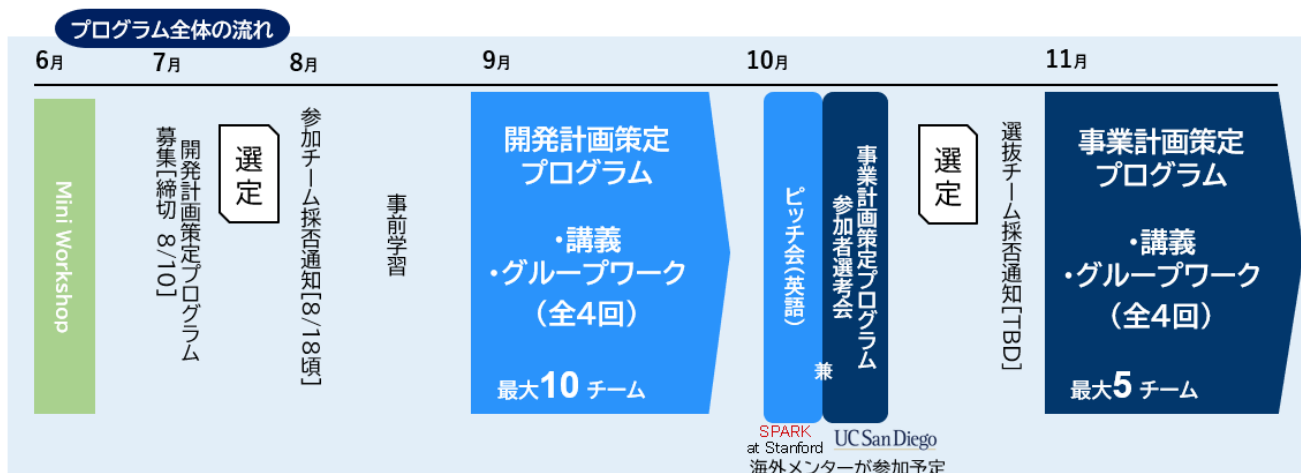 プログラム全体の流れ
6月
7月
8月
9月
10月
11月
Mini Workshop
開発計画策定プログラム
募集[締切 8/10]
選定
参加チーム採否通知[8/18頃]
事前学習
開発計画策定
プログラム
・講義
・グループワーク
（全4回）
最大10 チーム
ピッチ会(英語)
兼
事業計画策定プログラム
参加者選考会
SPARK
at Stanford
UC San Diego
海外メンターが参加予定
選定
選抜チーム採否通知[TBD]
事業計画策定
プログラム
・講義
・グループワーク
（全4回）
最大5 チーム